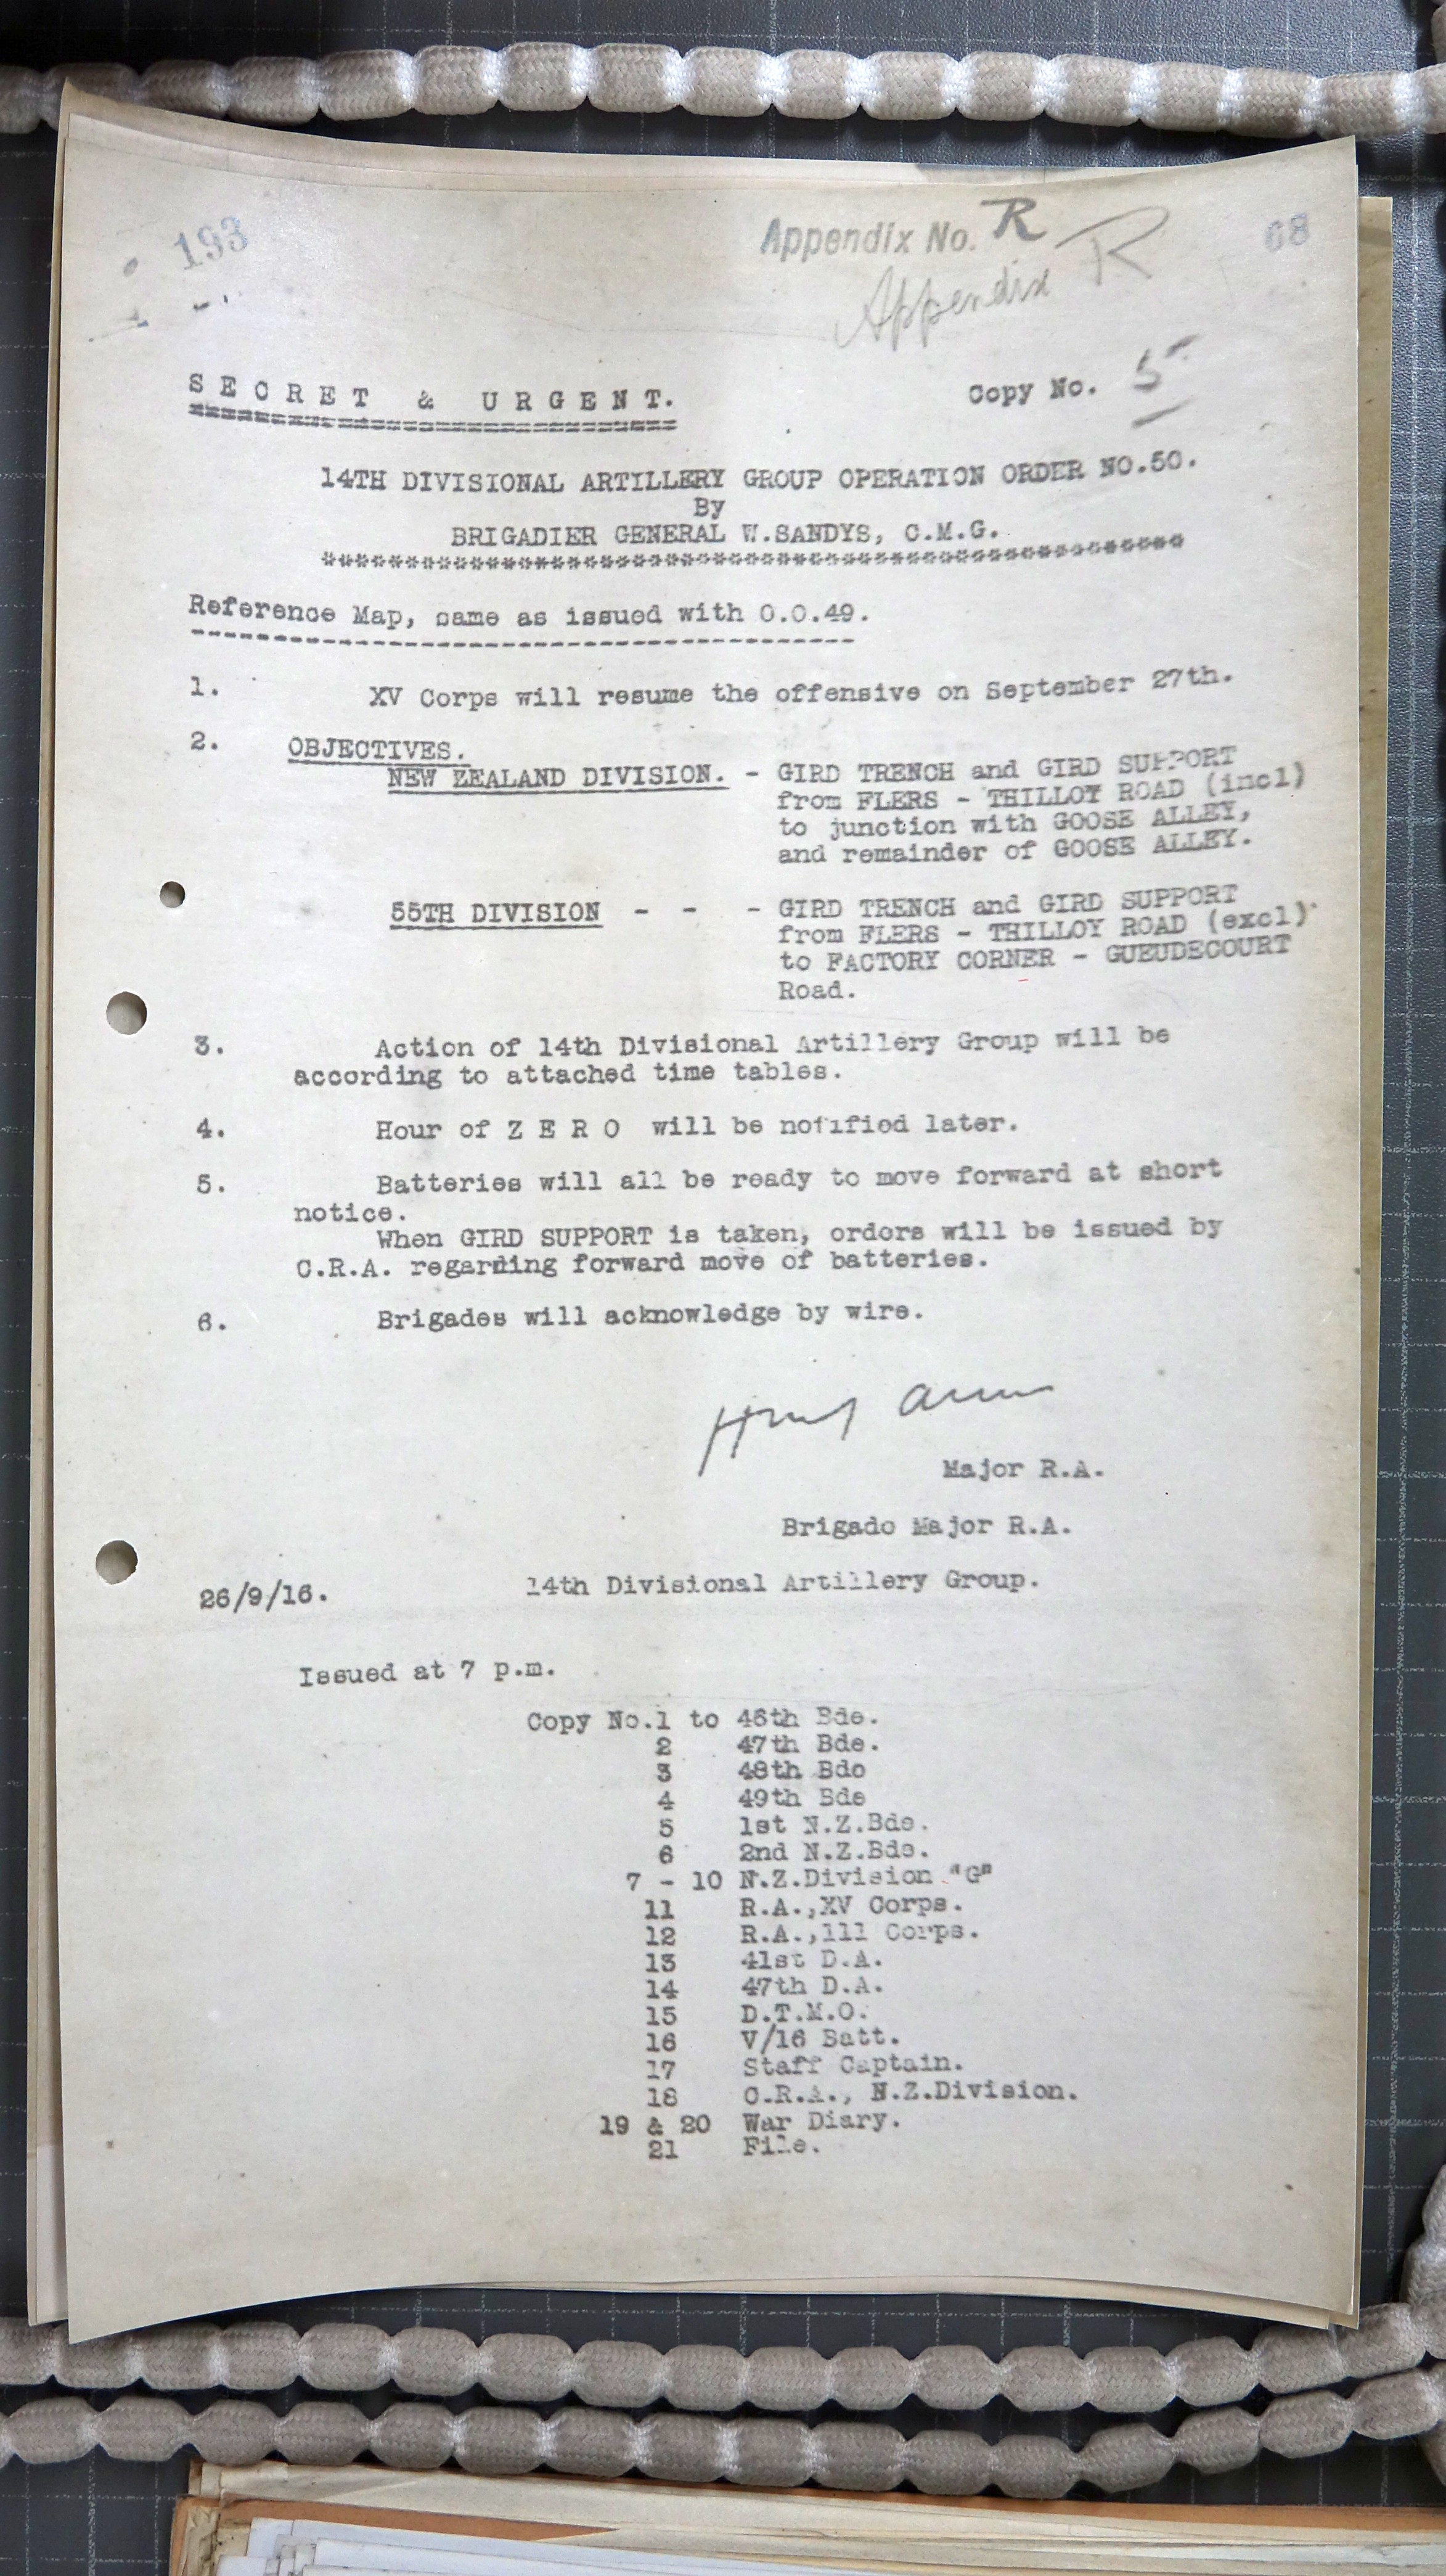 193
Appendix No. R
68
Appendix R
SECRET & URGENT.
Copy No. 5
14TH DIVISIONAL ARTILLERY GROUP OPERATION ORDER NO.50.
By
BRIGADIER GENERAL W.SANDYS, C.M.G.
*****************************************************
Reference Map, same as issued with O.O.49.
1. XV Corps will resume the offensive on September 27th.
2. OBJECTIVES.
NEW ZEALAND DIVISION. - GIRD TRENCH and GIRD SUPPORT
from FLERS - THILLOT ROAD (incl)
to junction with GOOSE ALLEY,
and remainder of GOOSE ALLEY.
55TH DIVISION - - - GIRD TRENCH and GIRD SUPPORT
from FLERS - THILLOY ROAD (excl)
to FACTORY CORNER - GUEUDECOURT
Road.
3. Action of 14th Divisional Artillery Group will be
according to attached time tables.
4. Hour of Z E R O will be notified later.
5. Batteries will all be ready to move forward at short
notice.
When GIRD SUPPORT is taken, ordors will be issued by
C.R.A. regarding forward move of batteries.
6. Brigades will acknowledge by wire.
Major R.A.
Brigado Major R.A.
26/9/16. 14th Divisional Artillery Group.
Issued at 7 p.m.
Copy No.1 to 46th Bde.
2 47th Bde.
3 48th Bdo
4 49th Bde
5 1st N.Z.Bde.
6 2nd N.Z.Bde.
7 - 10 N.Z.Division "G"
11 R.A.,XV Corps.
12 R.A.,111 Corps.
13 41st D.A.
14 47th D.A.
15 D.T.M.O.
16 V/16 Batt.
17 Staff Captain.
18 C.R.A., N.Z.Division.
19 & 20 War Diary.
21 File.